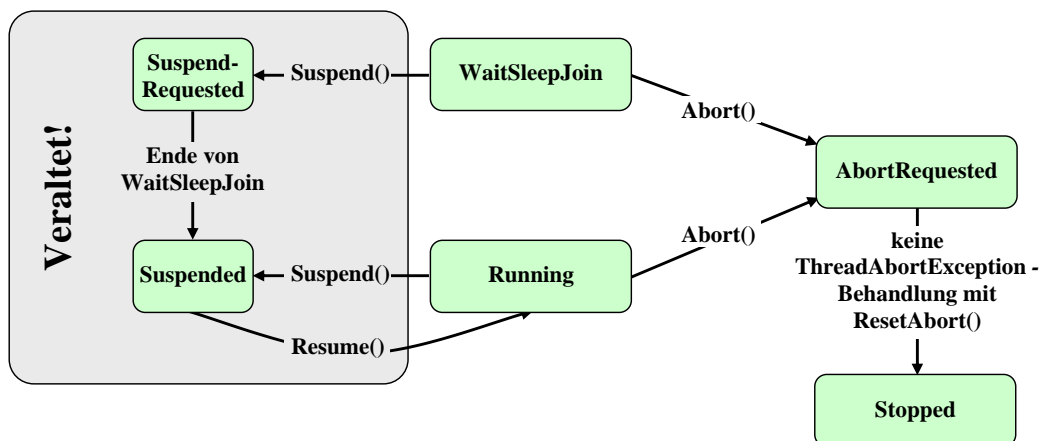 Veraltet!
Suspend-
Requested
Suspend()
WaitSleepJoin
Abort()
Ende von
WaitSleepJoin
AbortRequested
Suspended
Suspend()
Running
Abort()
keine
ThreadAbortException -
Behandlung mit
ResetAbort()
Resume()
Stopped